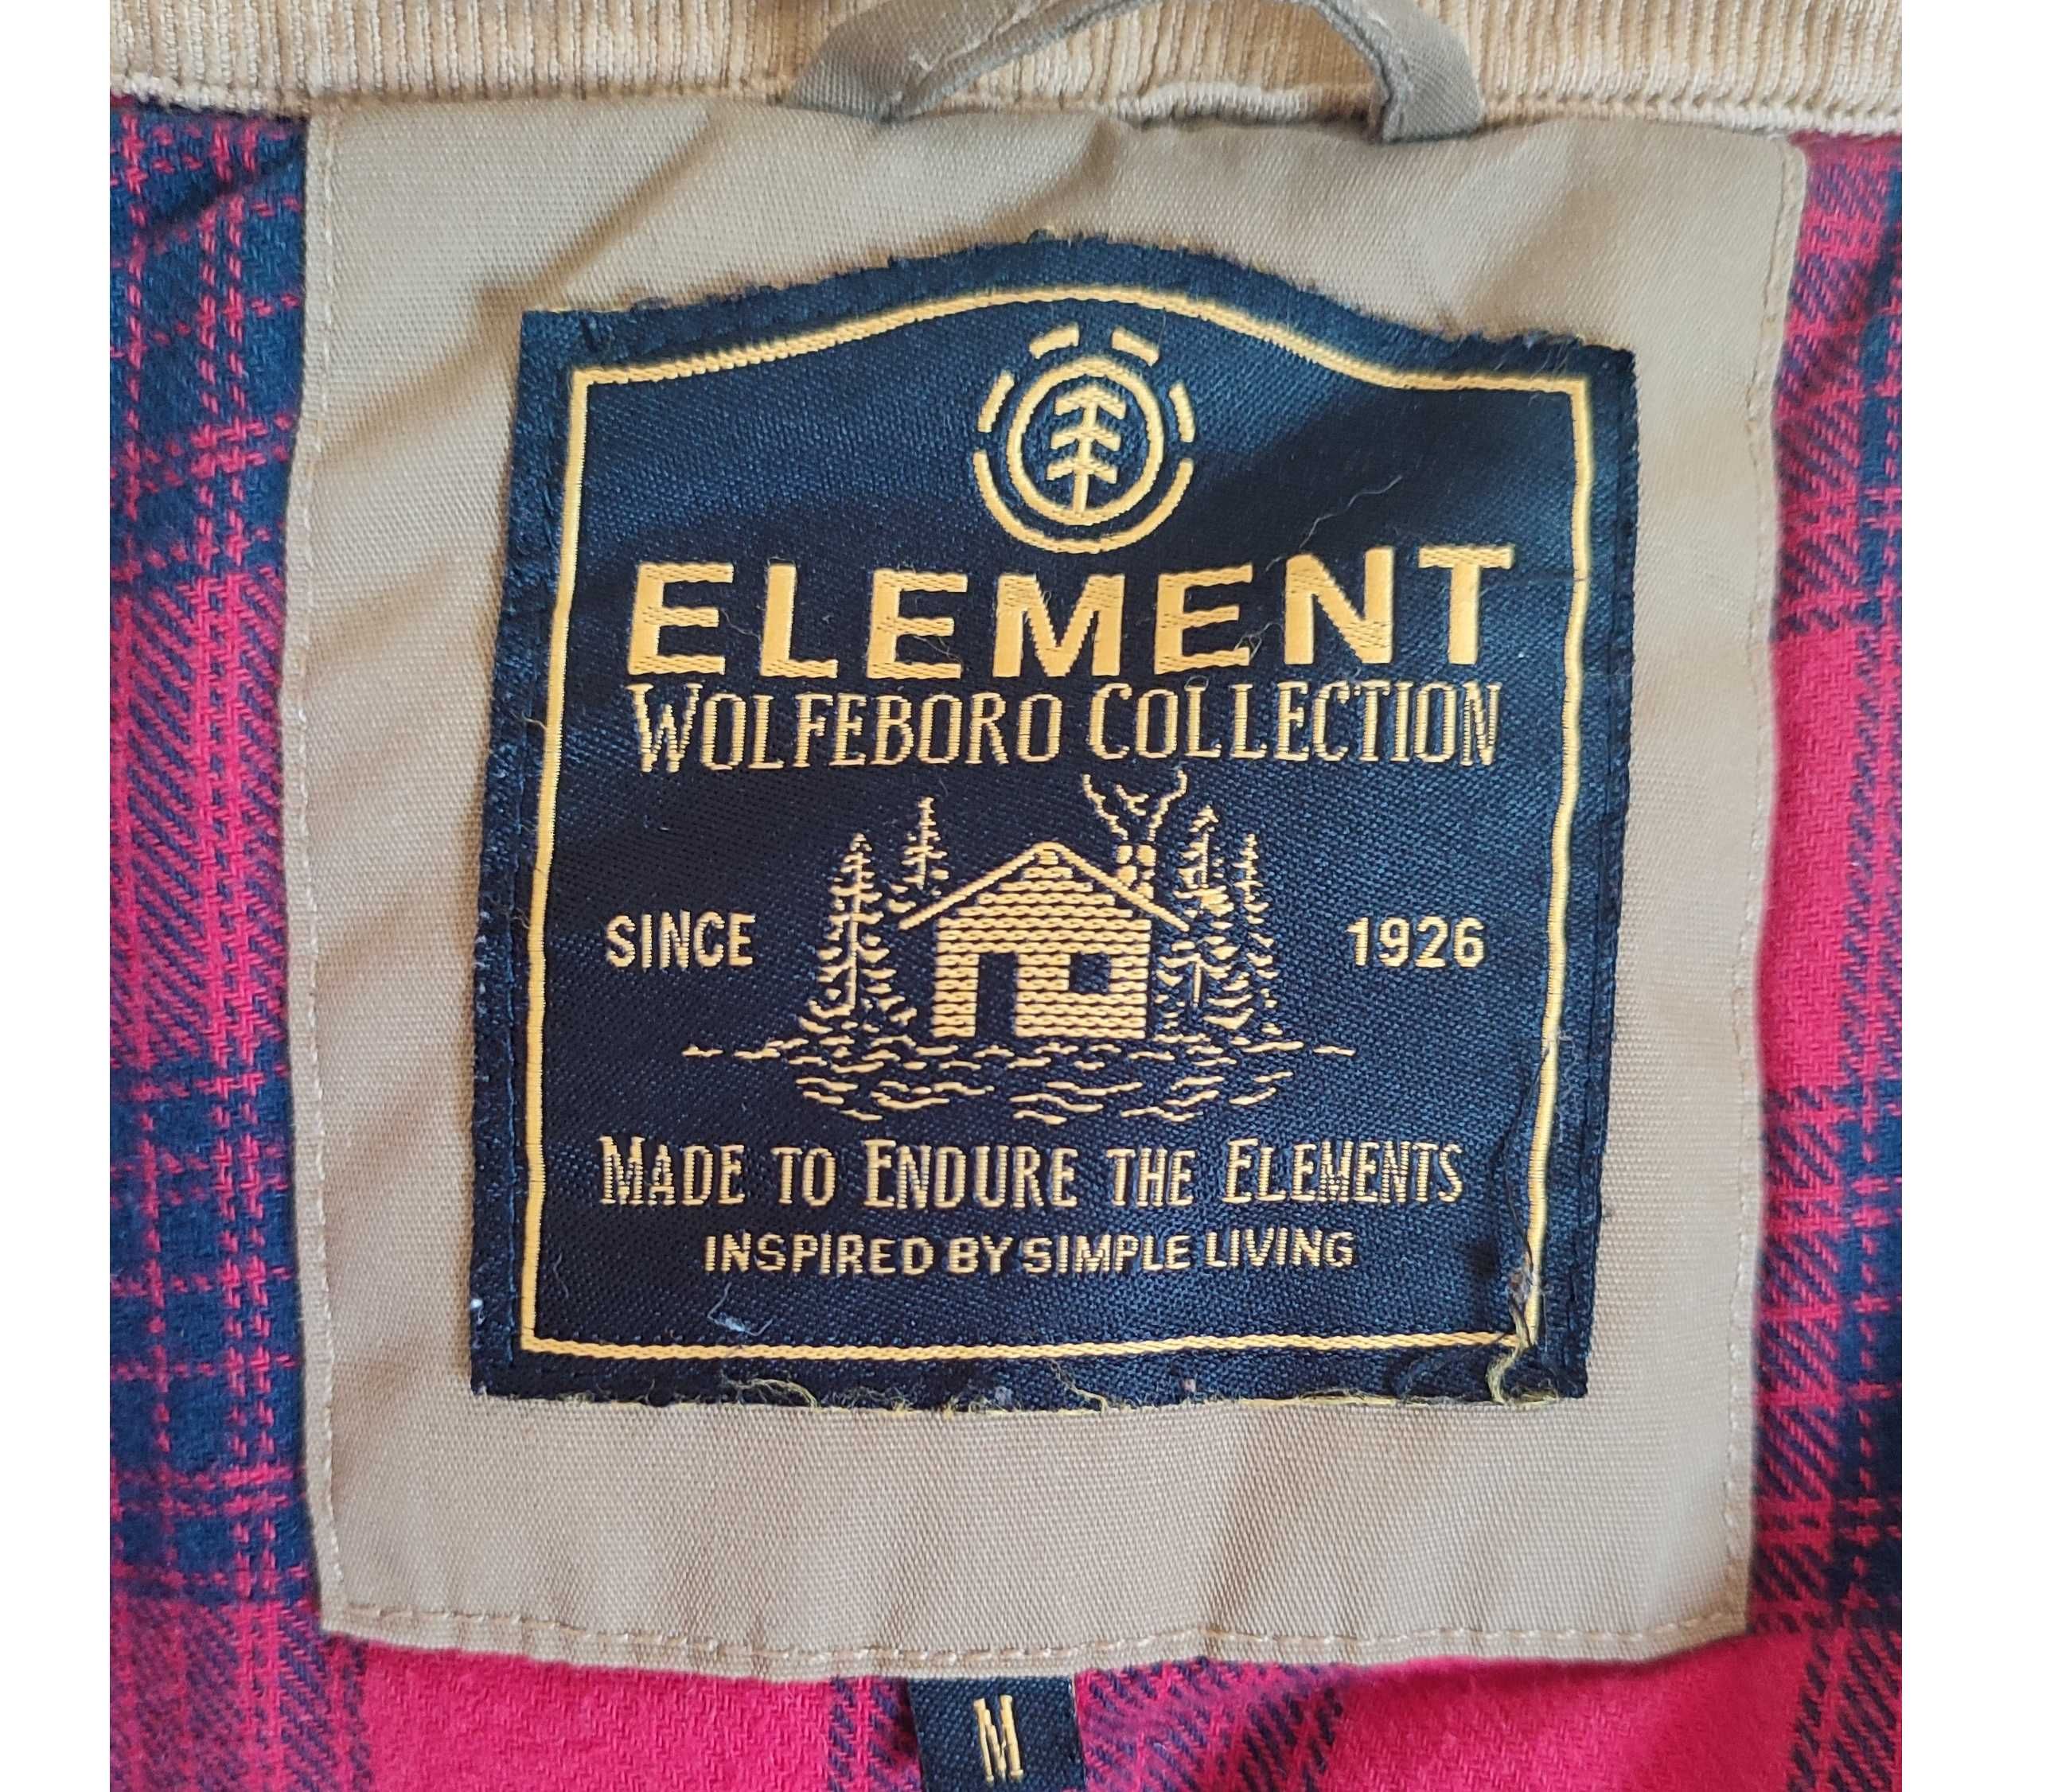 ELEMENT
WOLFEBORO COLLECTION
SINCE 1926
MADE TO ENDURE THE ELEMENTS
INSPIRED BY SIMPLE LIVING
M